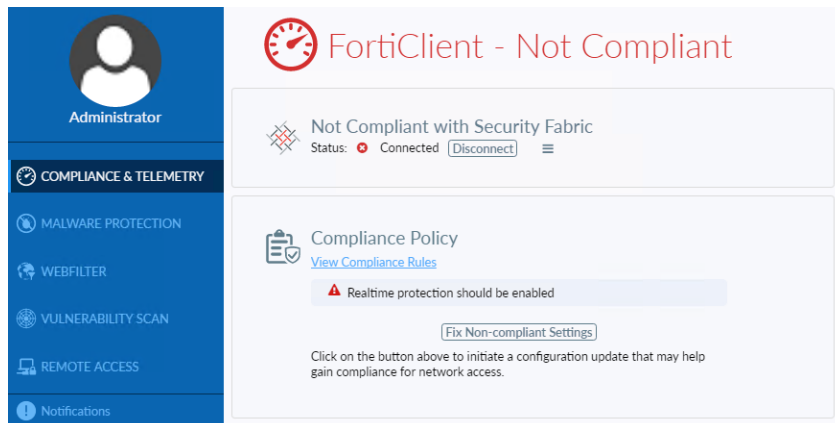 Administrator
COMPLIANCE & TELEMETRY
MALWARE PROTECTION
WEBFILTER
VULNERABILITY SCAN
REMOTE ACCESS
Notifications
FortiClient - Not Compliant
Not Compliant with Security Fabric
Status: Connected Disconnect
Compliance Policy
View Compliance Rules
Realtime protection should be enabled
Fix Non-compliant Settings
Click on the button above to initiate a configuration update that may help
gain compliance for network access.